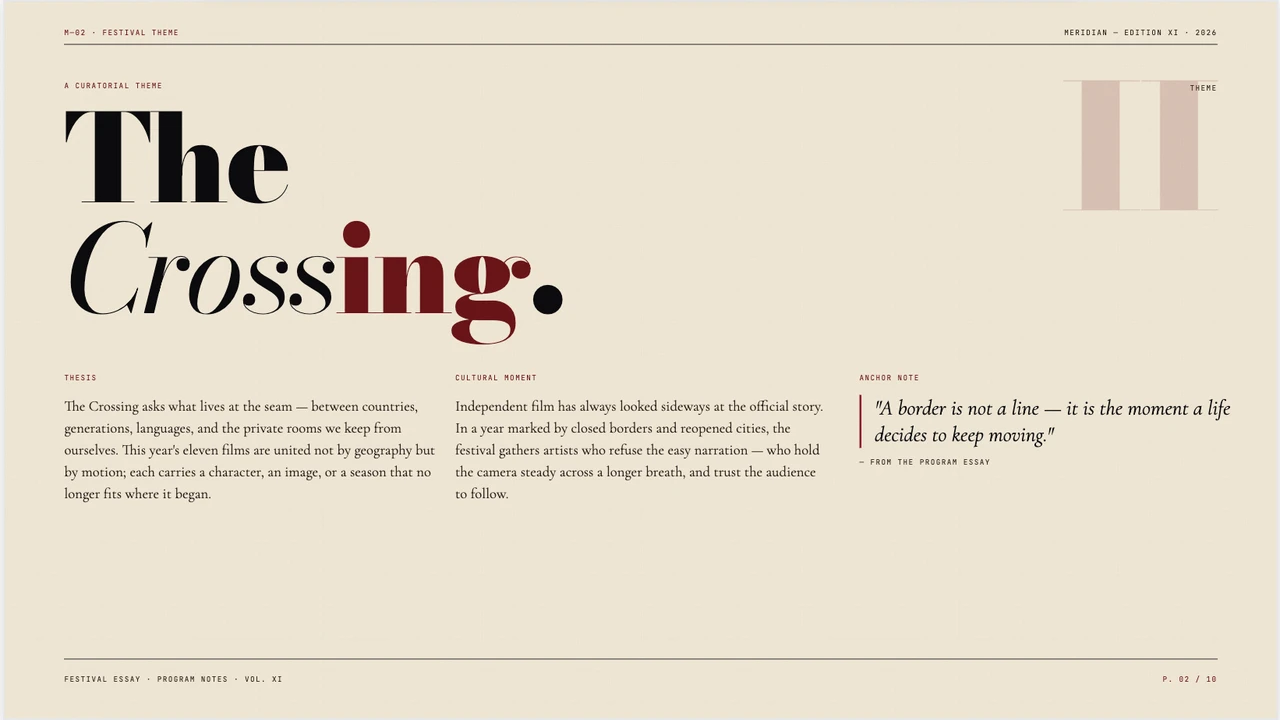 M—02 · FESTIVAL THEME
MERIDIAN — EDITION XI · 2026
A CURATORIAL THEME
II
THEME
The
Crossing.
THESIS
The Crossing asks what lives at the seam — between countries,
generations, languages, and the private rooms we keep from
ourselves. This year's eleven films are united not by geography but
by motion; each carries a character, an image, or a season that no
longer fits where it began.
CULTURAL MOMENT
Independent film has always looked sideways at the official story.
In a year marked by closed borders and reopened cities, the
festival gathers artists who refuse the easy narration — who hold
the camera steady across a longer breath, and trust the audience
to follow.
ANCHOR NOTE
"A border is not a line — it is the moment a life
decides to keep moving."
— FROM THE PROGRAM ESSAY
FESTIVAL ESSAY · PROGRAM NOTES · VOL. XI
P. 02 / 10